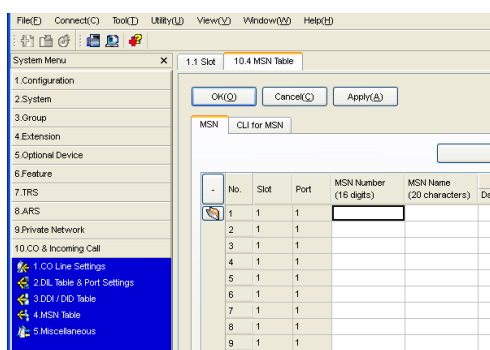 File(F) Connect(C) Tool(T) Utility(U) View(V) Window(W) Help(H)
System Menu
1.1 Slot 10.4 MSN Table
1.Configuration
2.System
3.Group
4.Extension
5.Optional Device
6.Feature
7.TRS
8.ARS
9.Private Network
10.CO & Incoming Call
1.CO Line Settings
2.DIL Table & Port Settings
3.DDI / DID Table
4.MSN Table
5.Miscellaneous
OK(O) Cancel(C) Apply(A)
MSN CLI for MSN
- No. Slot Port MSN Number (16 digits) MSN Name (20 characters)
1 1 1
2 1 1
3 1 1
4 1 1
5 1 1
6 1 1
7 1 1
8 1 1
9 1 1